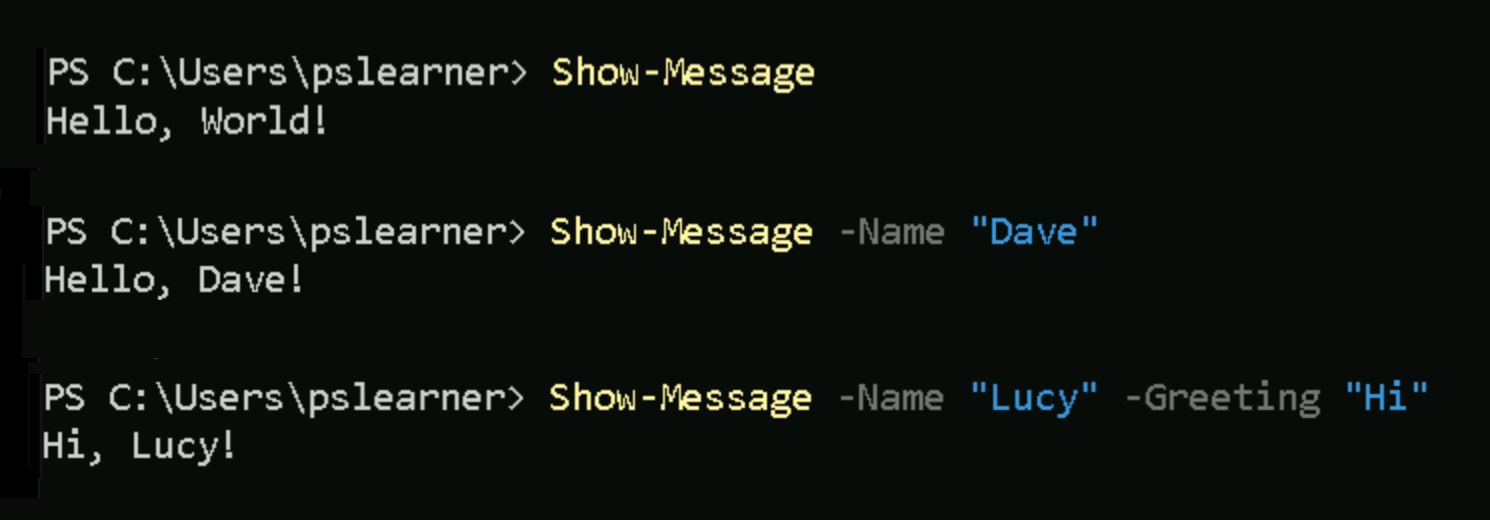 PS C:\Users\pslearner> Show-Message
Hello, World!
PS C:\Users\pslearner> Show-Message -Name "Dave"
Hello, Dave!
PS C:\Users\pslearner> Show-Message -Name "Lucy" -Greeting "Hi"
Hi, Lucy!